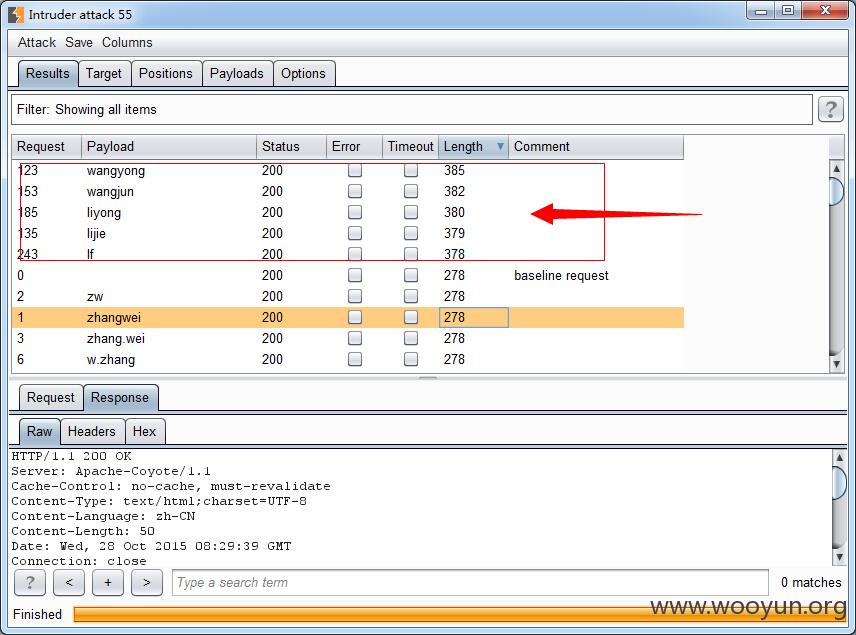 Intruder attack 55
Attack Save Columns
Results Target Positions Payloads Options
Filter: Showing all items ?
Request Payload Status Error Timeout Length Comment
123 wangyong 200 385
153 wangjun 200 382
185 liyong 200 380
135 lijie 200 379
243 lf 200 378
0 200 278 baseline request
2 zw 200 278
1 zhangwei 200 278
3 zhang.wei 200 278
6 w.zhang 200 278
Request Response
Raw Headers Hex
HTTP/1.1 200 OK
Server: Apache-Coyote/1.1
Cache-Control: no-cache, must-revalidate
Content-Type: text/html;charset=UTF-8
Content-Language: zh-CN
Content-Length: 50
Date: Wed, 28 Oct 2015 08:29:39 GMT
Connection: close
? < + > Type a search term 0 matches
Finished
www.wooyun.org